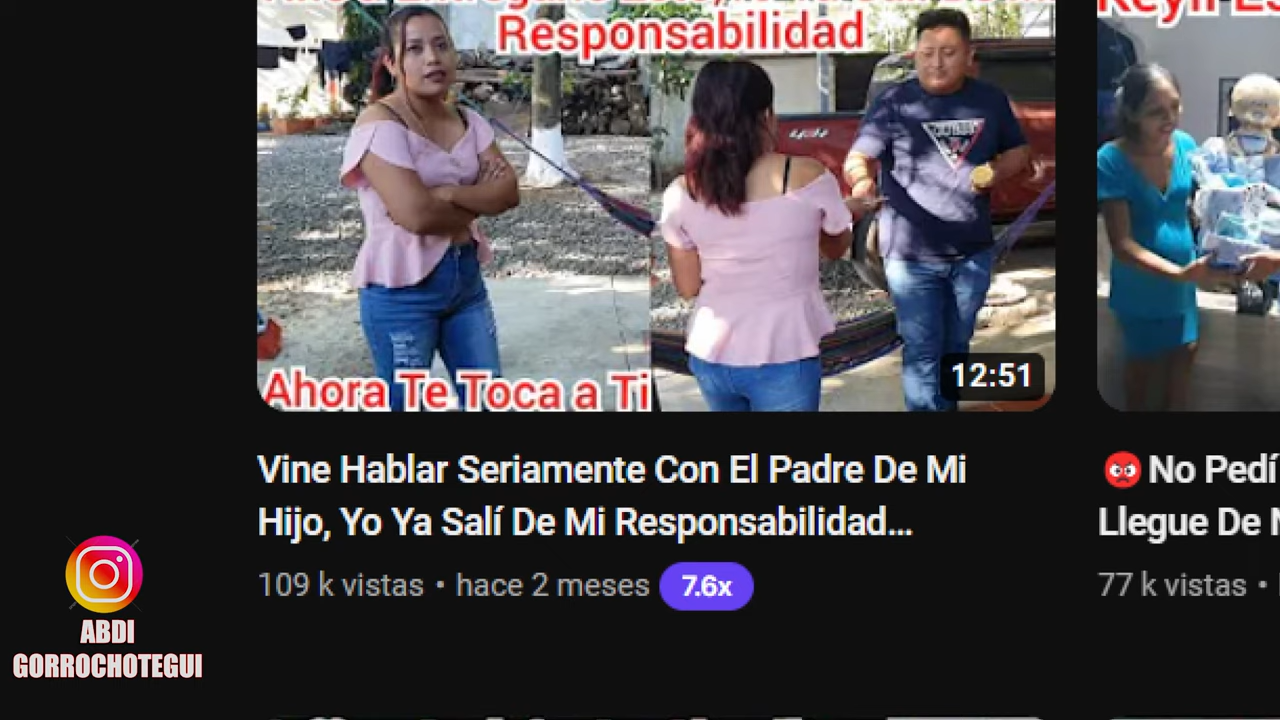 Responsabilidad
4x4
Ahora Te Toca a Ti
12:51
Vine Hablar Seriamente Con El Padre De Mi
Hijo, Yo Ya Salí De Mi Responsabilidad...
109 k vistas • hace 2 meses 7.6x
No Pedí
Llegue De
77 k vistas •
ABDI
GORROCHOTEGUI